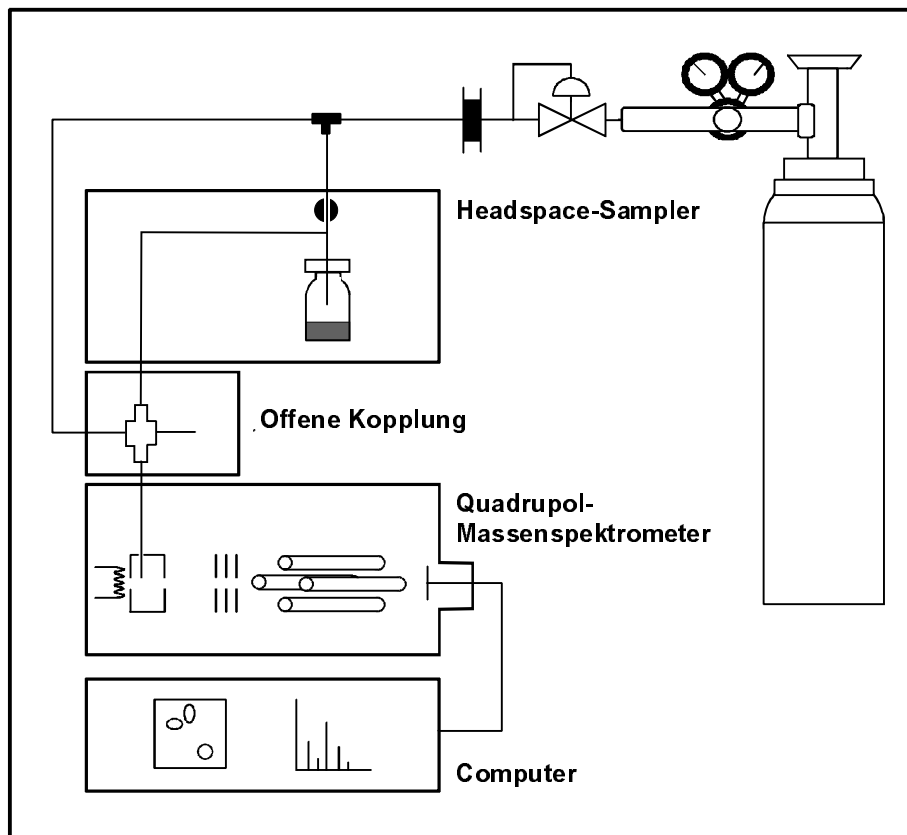 Headspace-Sampler
Offene Kopplung
Quadrupol-
Massenspektrometer
Computer